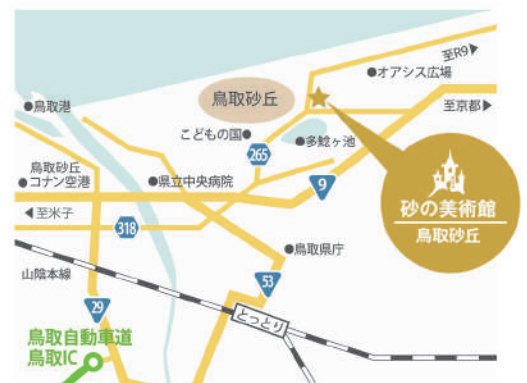 至R9▶
●オアシス広場
鳥取砂丘
●鳥取港
至京都▶
こどもの国●
●多鯰ヶ池
265
鳥取砂丘
●コナン空港
●県立中央病院
9
砂の美術館
鳥取砂丘
◀至米子
318
●鳥取県庁
山陰本線
53
29
とっとり
鳥取自動車道
鳥取IC